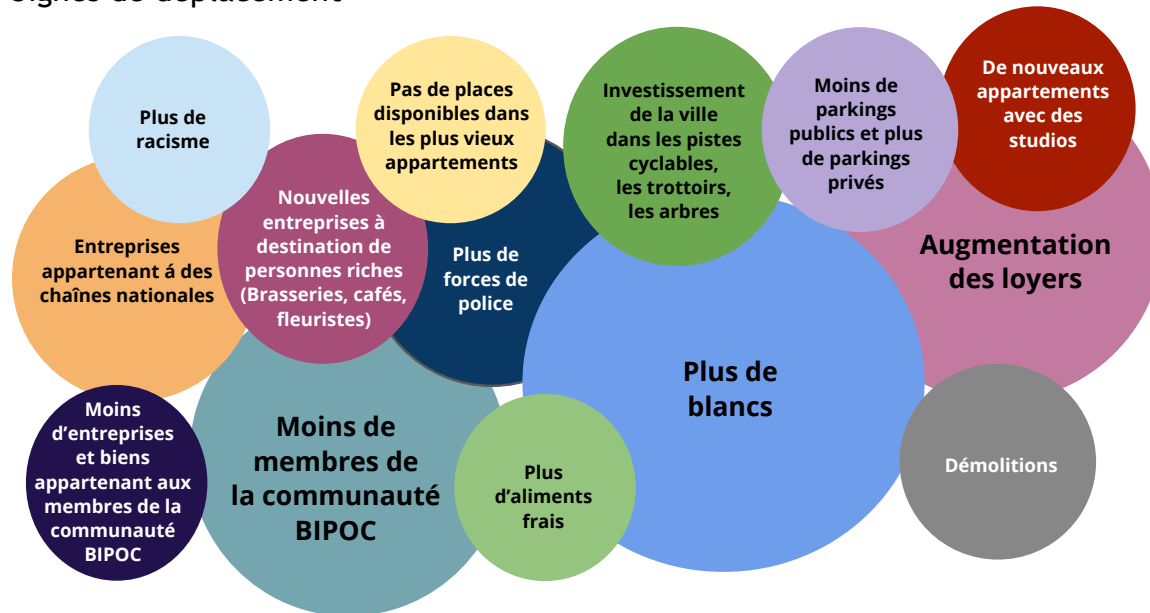 Signes de déplacement
Plus de
racisme
Pas de places
disponibles dans
les plus vieux
appartements
Investissement
de la ville
dans les pistes
cyclables,
les trottoirs,
les arbres
Moins de
parkings
publics et plus
de parkings
privés
De nouveaux
appartements
avec des
studios
Entreprises
appartenant á des
chaînes nationales
Nouvelles
entreprises à
destination de
personnes riches
(Brasseries, cafés,
fleuristes)
Plus de
forces de
police
Augmentation
des loyers
Plus de
blancs
Moins
d’entreprises
et biens
appartenant aux
membres de la
communauté
BIPOC
Moins de
membres de
la communauté
BIPOC
Plus
d’aliments
frais
Démolitions